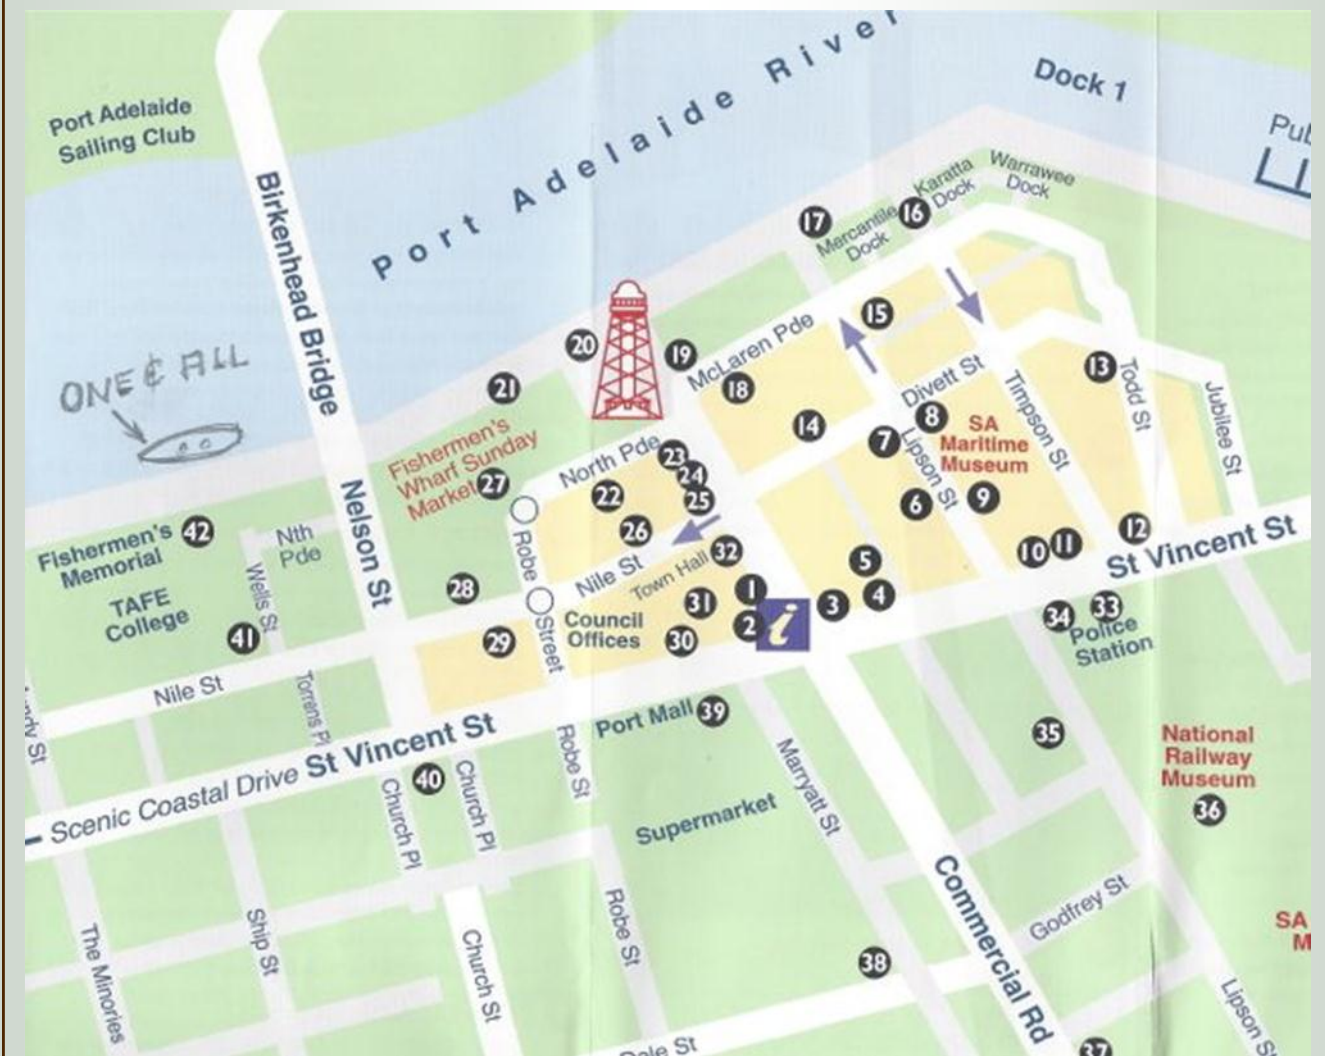 Port Adelaide River
Dock 1
Port Adelaide
Sailing Club
Birkenhead Bridge
ONE & ALL
Karatta
Dock
Warrawee
Dock
Mercantile
Dock
17
16
15
20
19
McLaren Pde
18
21
13
Todd St
Jubilee St
Divett St
Timpson St
14
8
7
SA
Maritime
Museum
Lipson St
6
9
Fishermen's
Wharf Sunday
Market
27
North Pde
23
24
25
22
26
Nelson St
Fishermen's
Memorial
42
Nth
Pde
Robe
Street
Nile St
Town Hall
32
10
11
12
St Vincent St
5
4
3
1
2
i
31
30
28
Council
Offices
29
TAFE
College
Wells St
41
34
33
Police
Station
Nile St
Torrens Pl
Port Mall
39
35
National
Railway
Museum
36
Scenic Coastal Drive
St Vincent St
40
Church Pl
Church Pl
Robe St
Marryatt St
Supermarket
Commercial Rd
Godfrey St
The Minories
Ship St
Church St
Robe St
38
SA
Lipson St
37